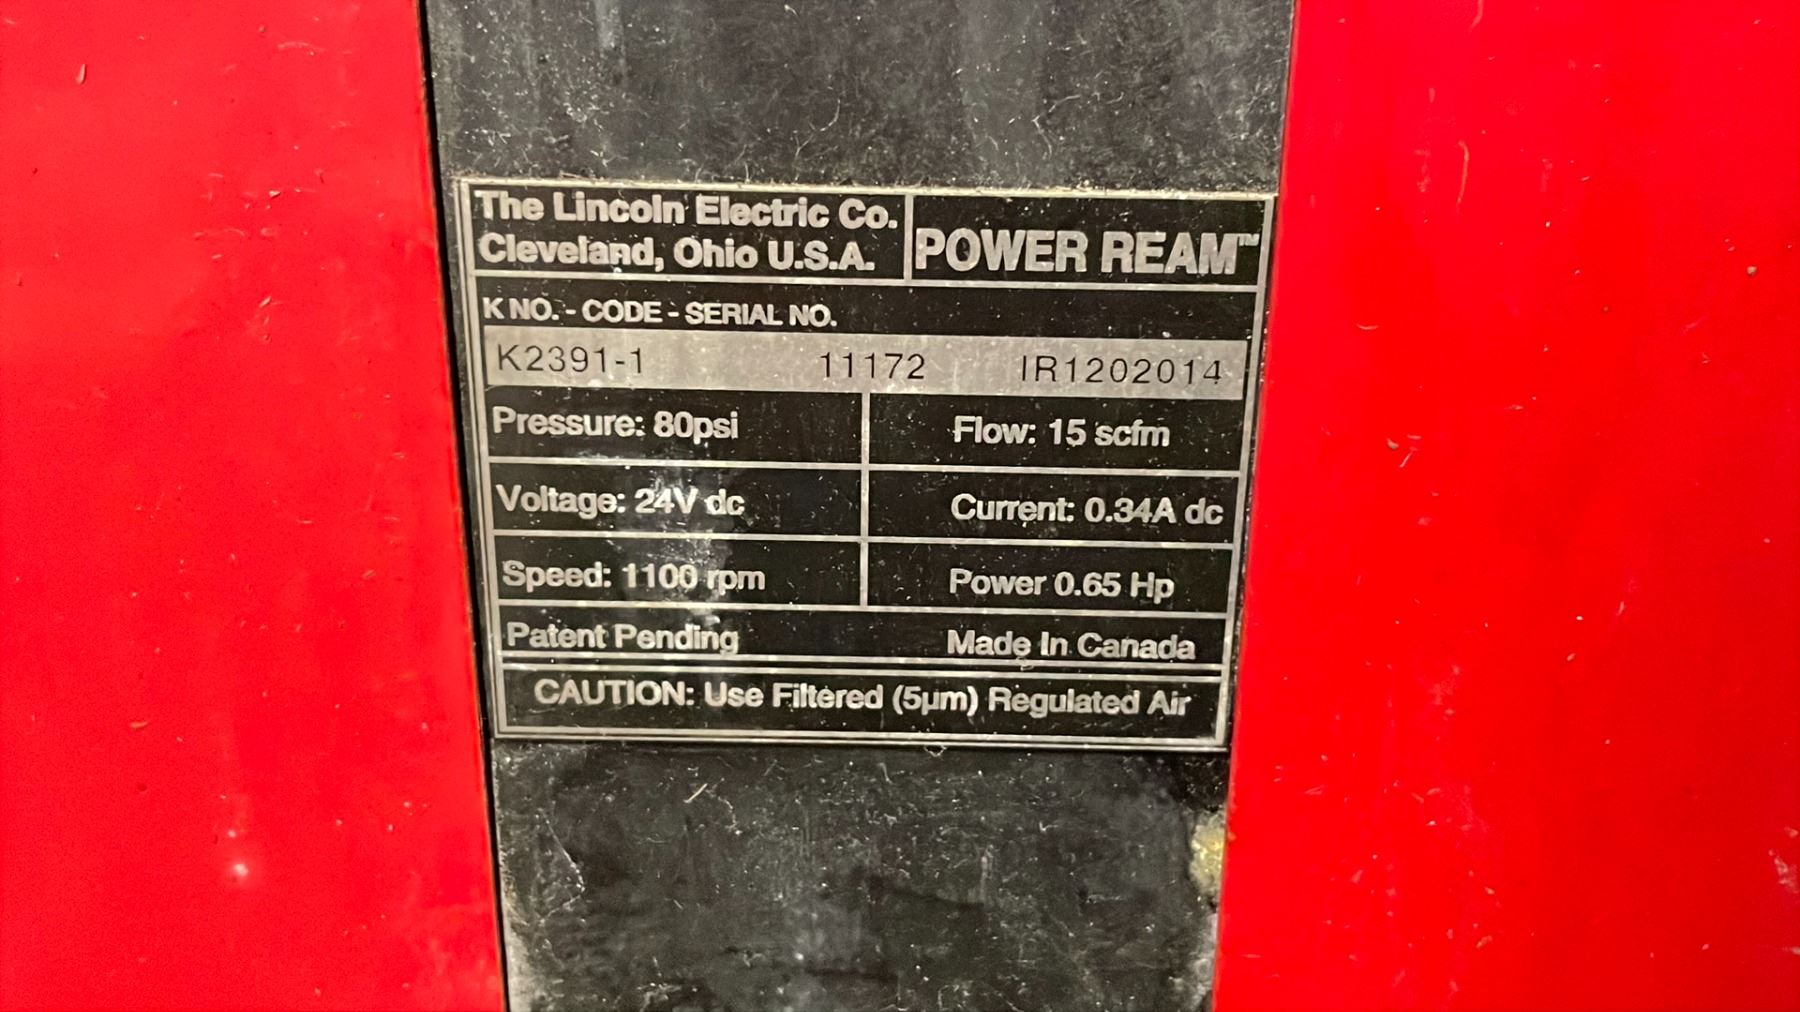 The Lincoln Electric Co.
Cleveland, Ohio U.S.A.
POWER REAM™
K NO. - CODE - SERIAL NO.
K2391-1 11172 IR1202014
Pressure: 80psi Flow: 15 scfm
Voltage: 24V dc Current: 0.34A dc
Speed: 1100 rpm Power 0.65 Hp
Patent Pending Made In Canada
CAUTION: Use Filtered (5µm) Regulated Air